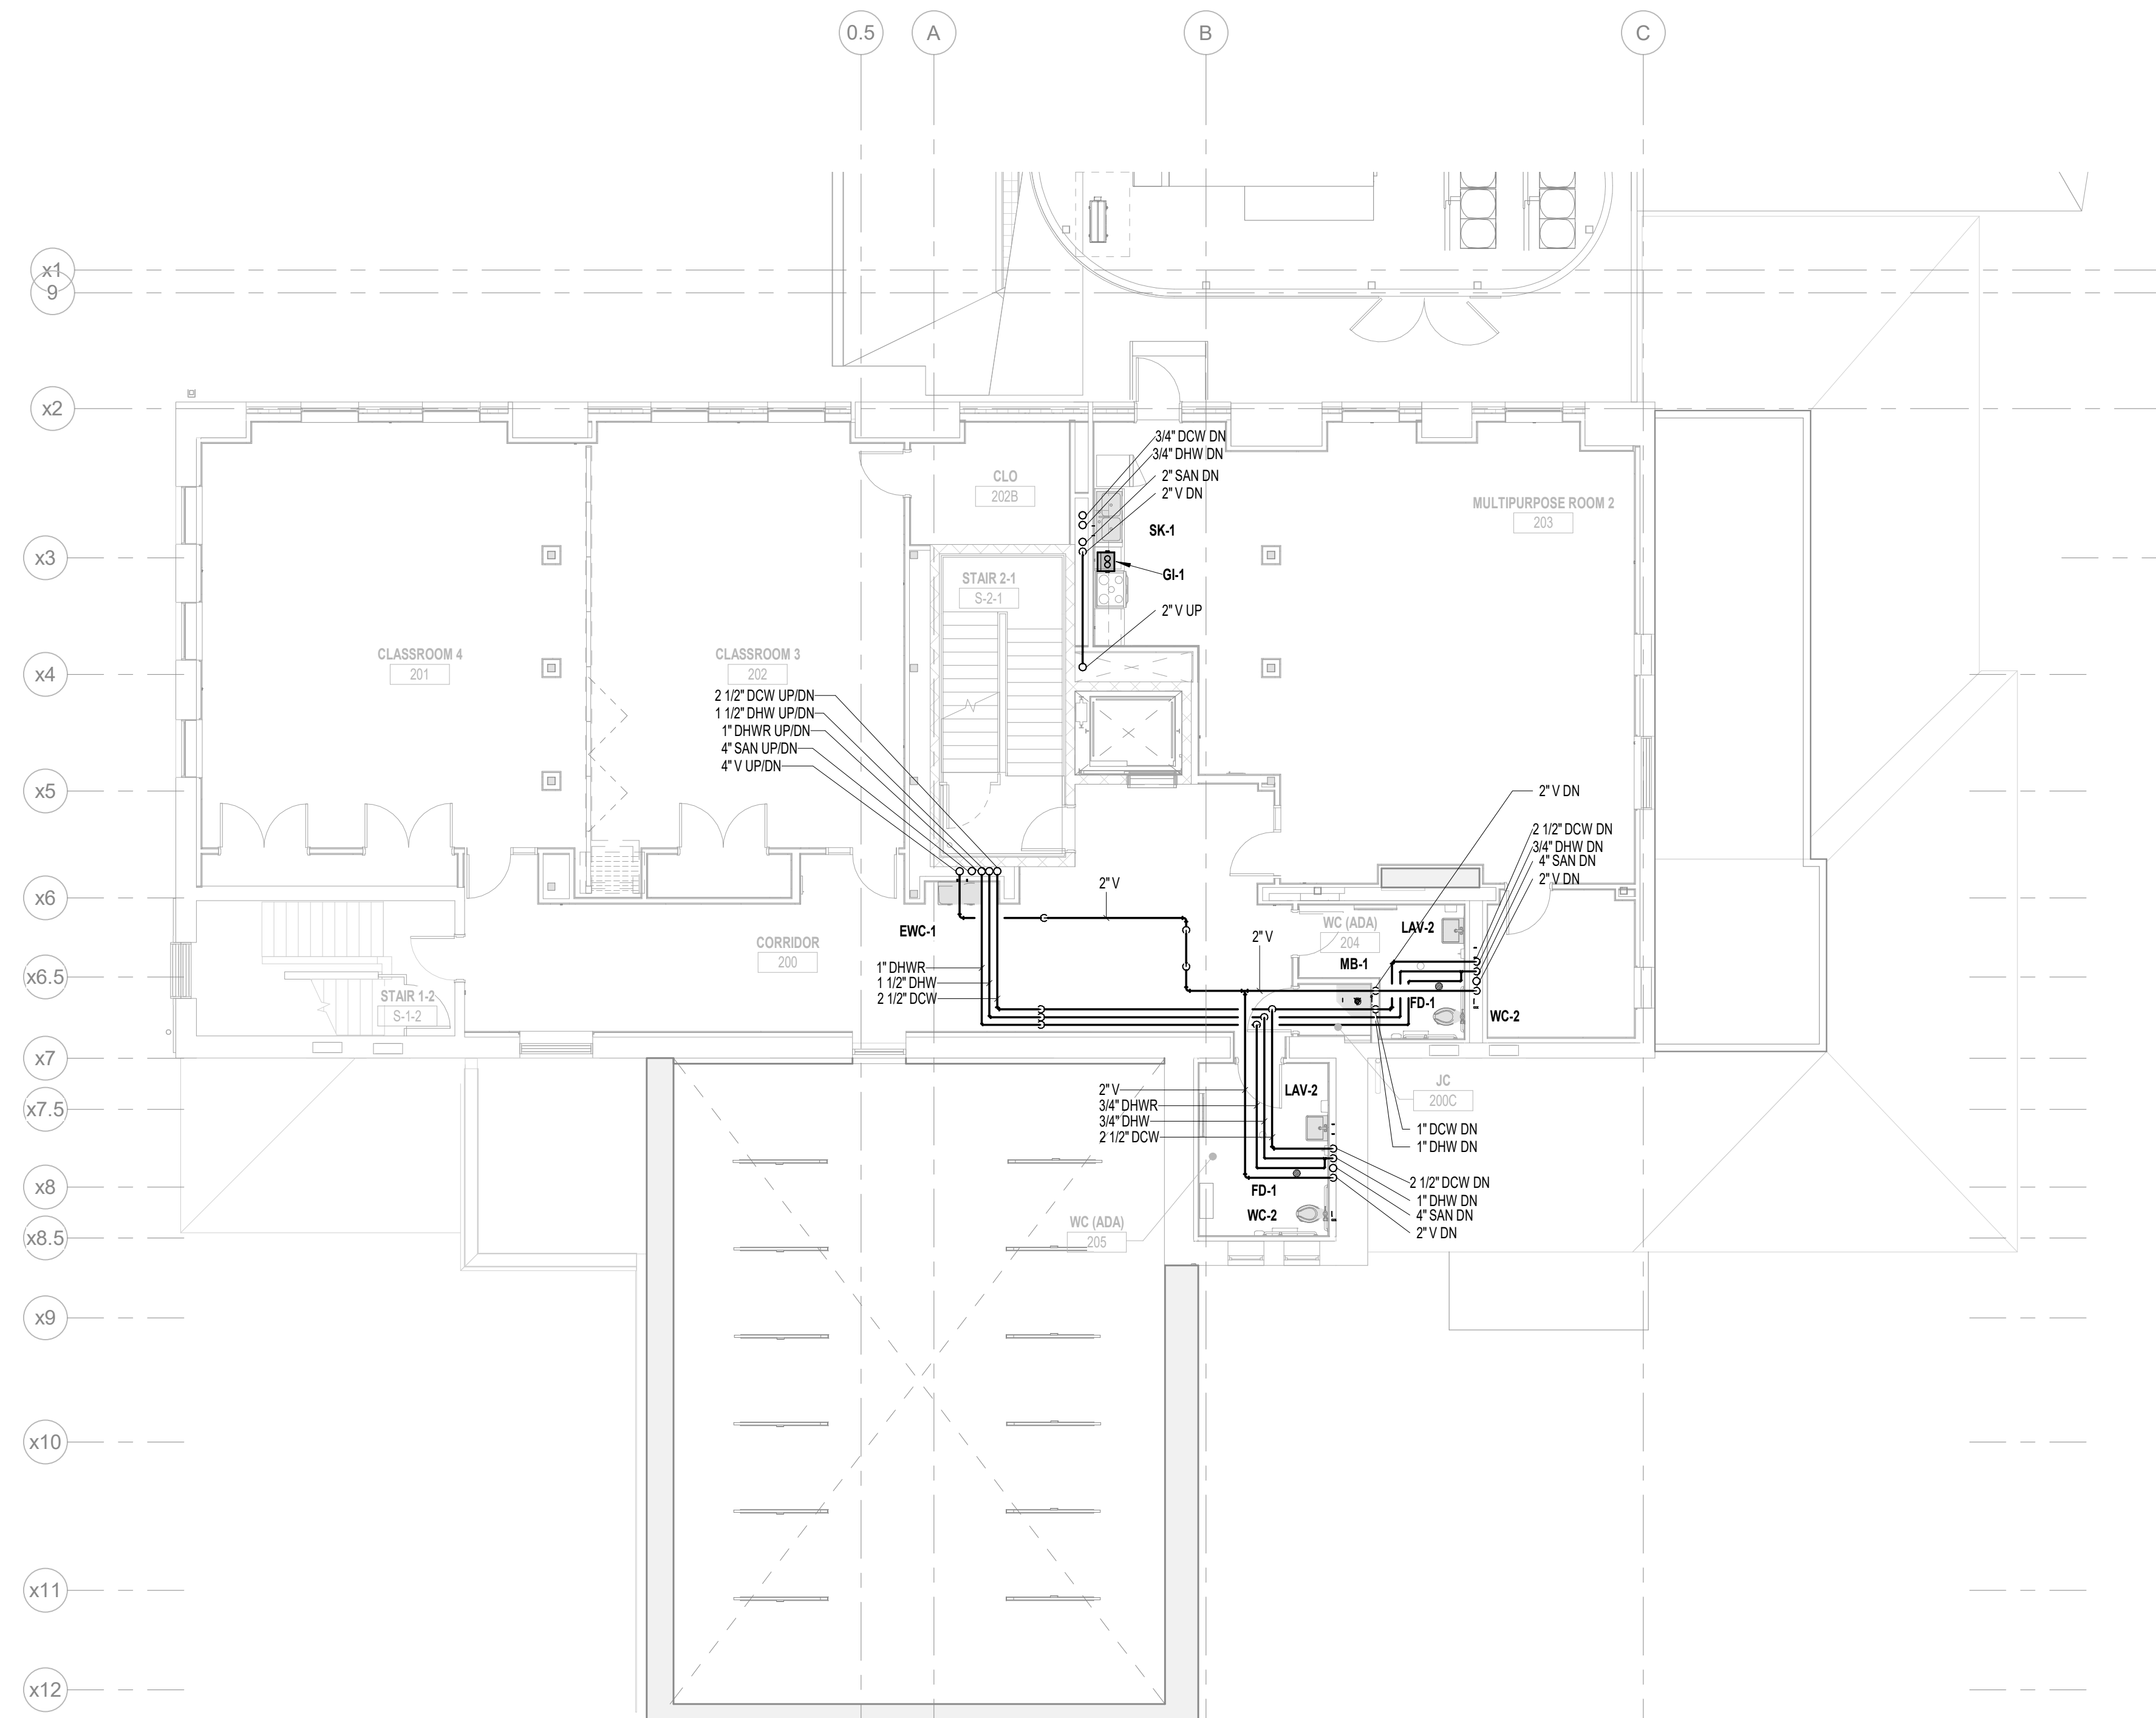 0.5
A
B
C
x1
9
x2
3/4" DCW DN
3/4" DHW DN
2" SAN DN
2" V DN
CLO
202B
MULTIPURPOSE ROOM 2
203
SK-1
x3
GI-1
STAIR 2-1
S-2-1
2" V UP
CLASSROOM 4
201
CLASSROOM 3
202
x4
2 1/2" DCW UP/DN
1 1/2" DHW UP/DN
1" DHWR UP/DN
4" SAN UP/DN
4" V UP/DN
x5
2" V DN
2 1/2" DCW DN
3/4" DHW DN
4" SAN DN
2" V DN
x6
2" V
EWC-1
WC (ADA)
204
LAV-2
2" V
CORRIDOR
200
MB-1
1" DHWR
1 1/2" DHW
2 1/2" DCW
x6.5
STAIR 1-2
S-1-2
FD-1
WC-2
x7
2" V
3/4" DHWR
3/4" DHW
2 1/2" DCW
LAV-2
JC
200C
x7.5
1" DCW DN
1" DHW DN
x8
FD-1
WC-2
2 1/2" DCW DN
1" DHW DN
4" SAN DN
2" V DN
WC (ADA)
205
x8.5
x9
x10
x11
x12